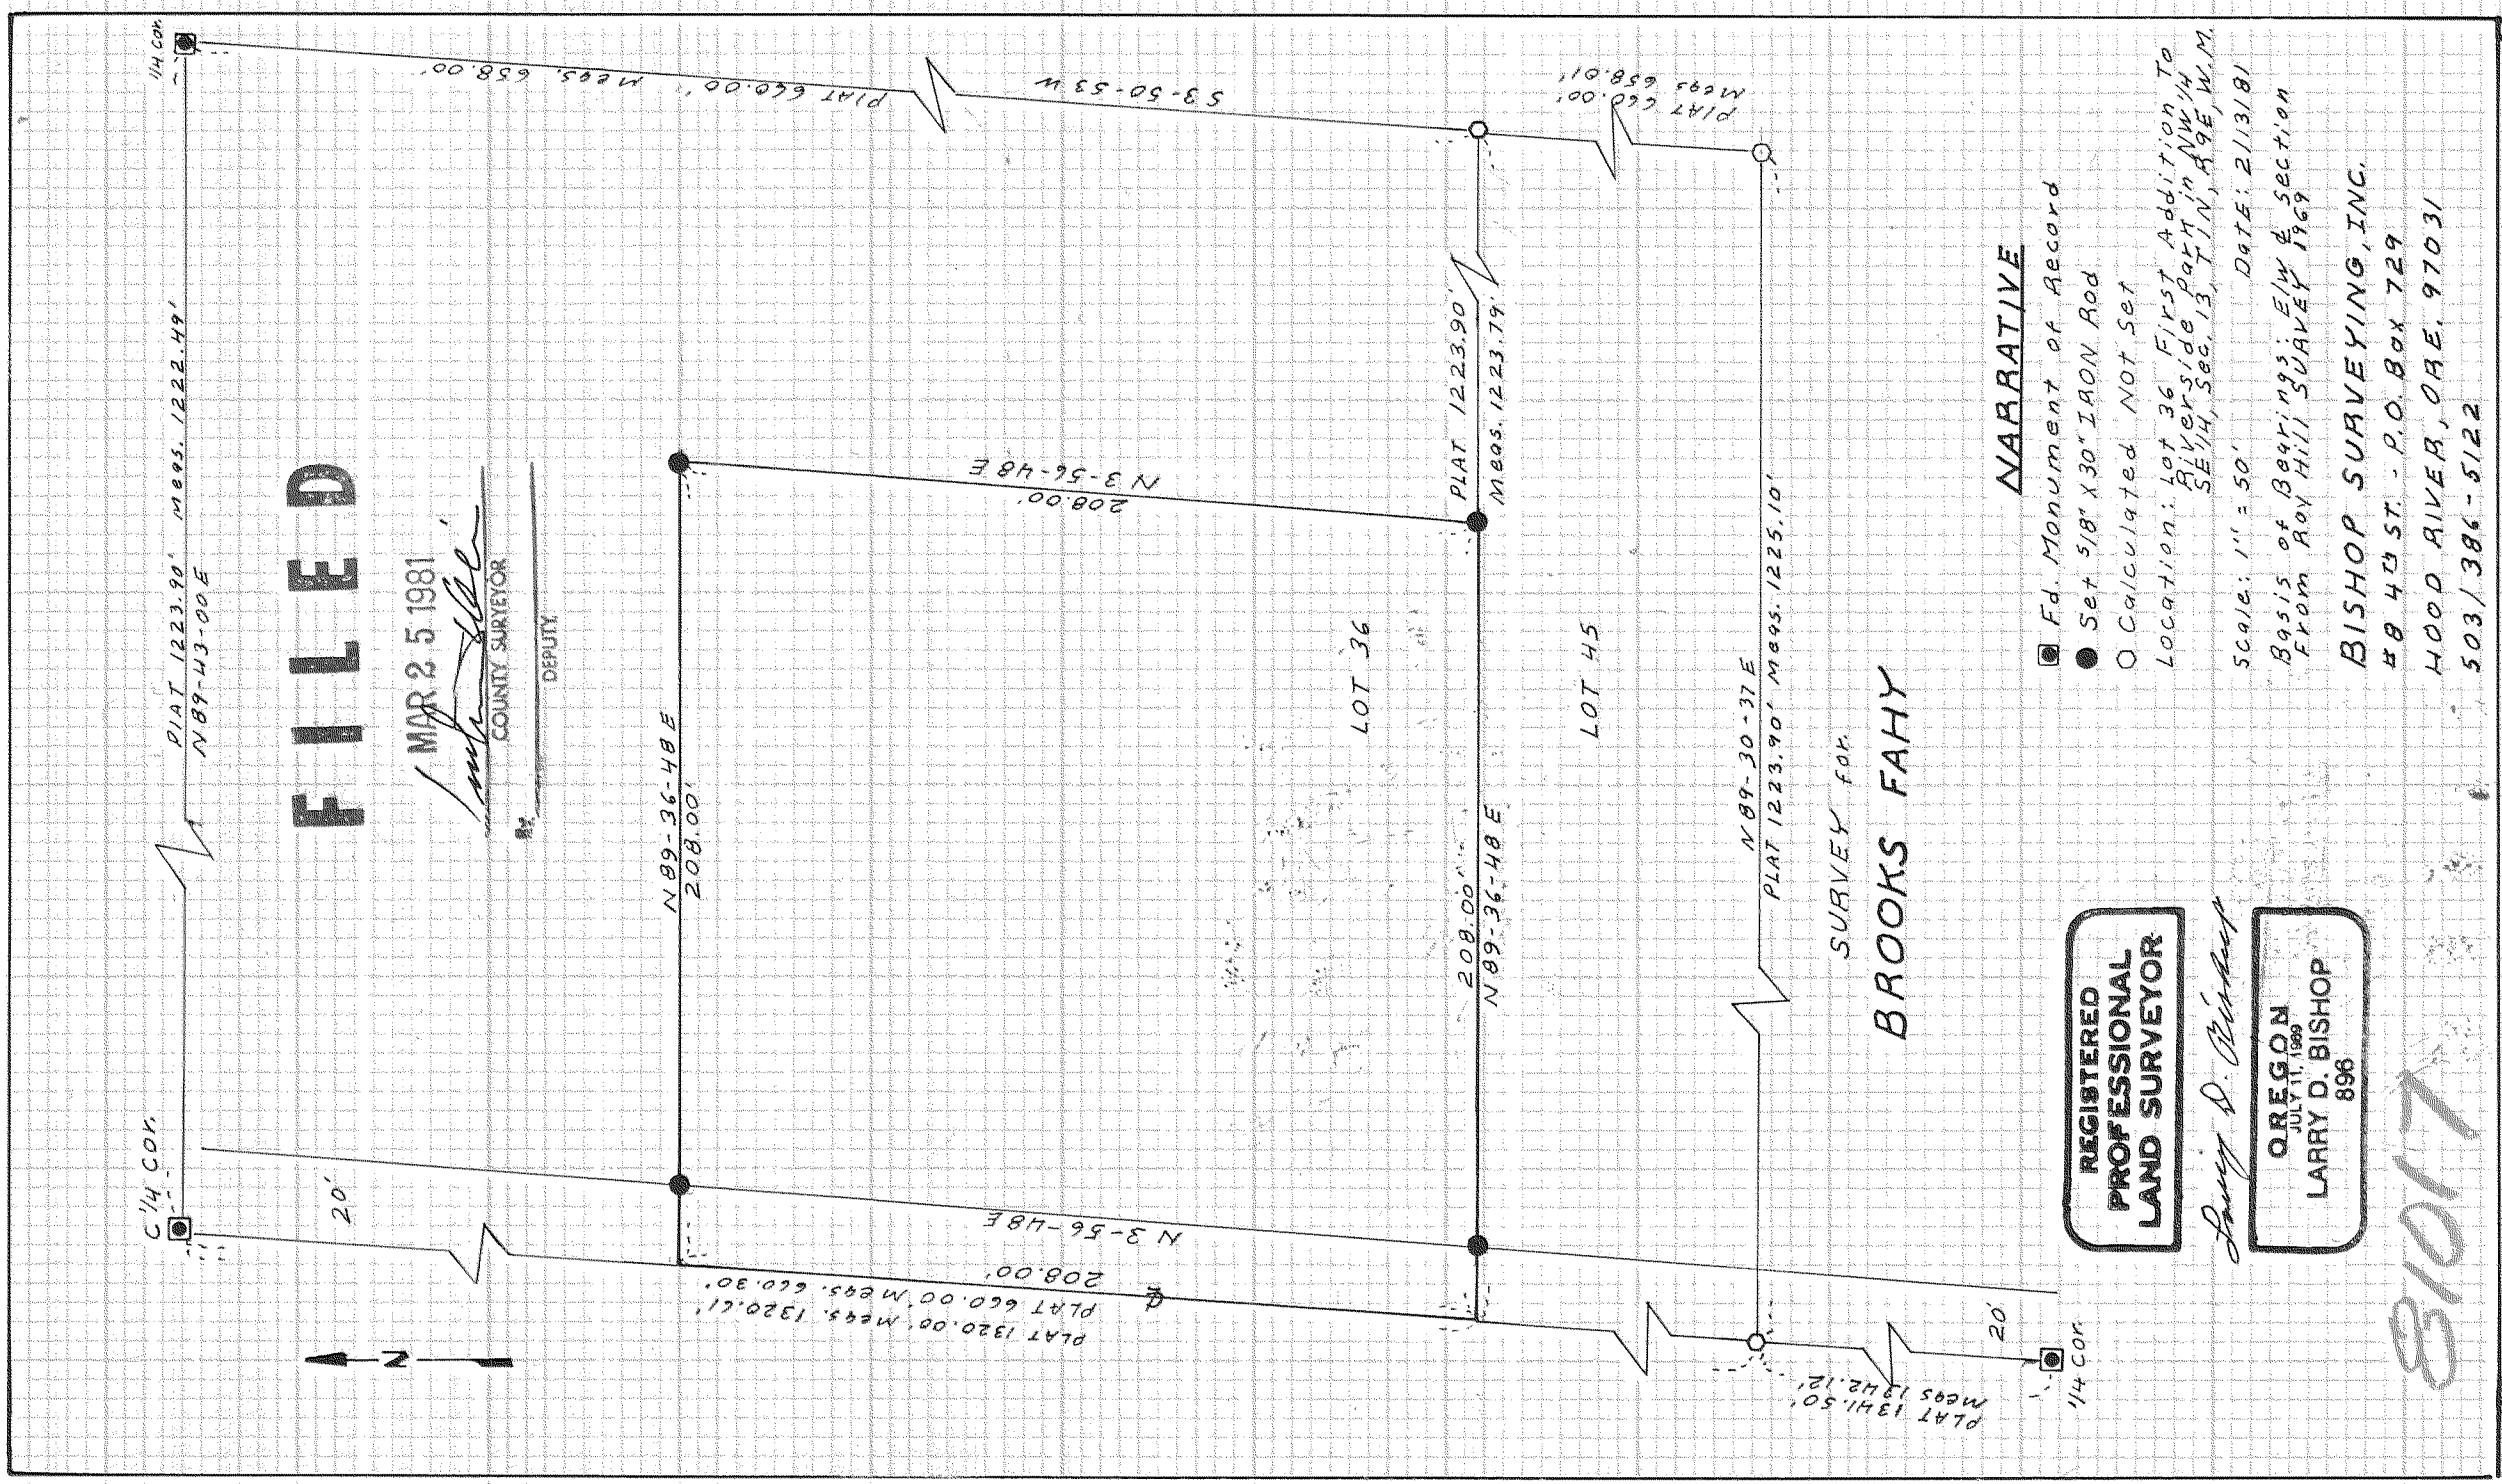 C 1/4 Cor.
1/4 Cor.
PLAT 1223.90' Meas. 1222.49'
N 89-43-00 E
20'
FILED
MAR 25 1981
COUNTY SURVEYOR
By
DEPUTY
PLAT 660.00' Meas. 658.00'
S 3-50-53 W
PLAT 660.00'
Meas 658.01'
N 89-36-48 E
208.00'
N 3-56-48 E
208.00'
N 3-56-48 E
208.00'
PLAT 660.00' Meas. 660.30'
PLAT 1320.00' Meas. 1320.61'
N
LOT 36
PLAT 1223.90'
Meas. 1223.79'
208.00'
N 89-36-48 E
LOT 45
N 89-30-37 E
PLAT 1223.90' Meas. 1225.10'
PLAT 1341.50'
Meas 1342.12'
20'
1/4 Cor.
SURVEY for.
BROOKS FAHY
NARRATIVE
Fd. Monument of Record
Set 5/8" X 30" IRON Rod
Calculated NOT Set
Location: Lot 36 First Addition To
Riverside Park in NW 1/4
SE 1/4, Sec. 13, T1N, R9E, W.M.
Scale: 1" = 50' DATE: 2/13/81
Basis of Bearings: E/W ℄ Section
From Roy Hill SURVEY 1969
BISHOP SURVEYING, INC.
#8 4th ST. - P.O. Box 729
HOOD RIVER, ORE. 97031
503/386-5122
REGISTERED
PROFESSIONAL
LAND SURVEYOR
Larry D. Bishop
OREGON
JULY 11, 1969
LARRY D. BISHOP
896
81017